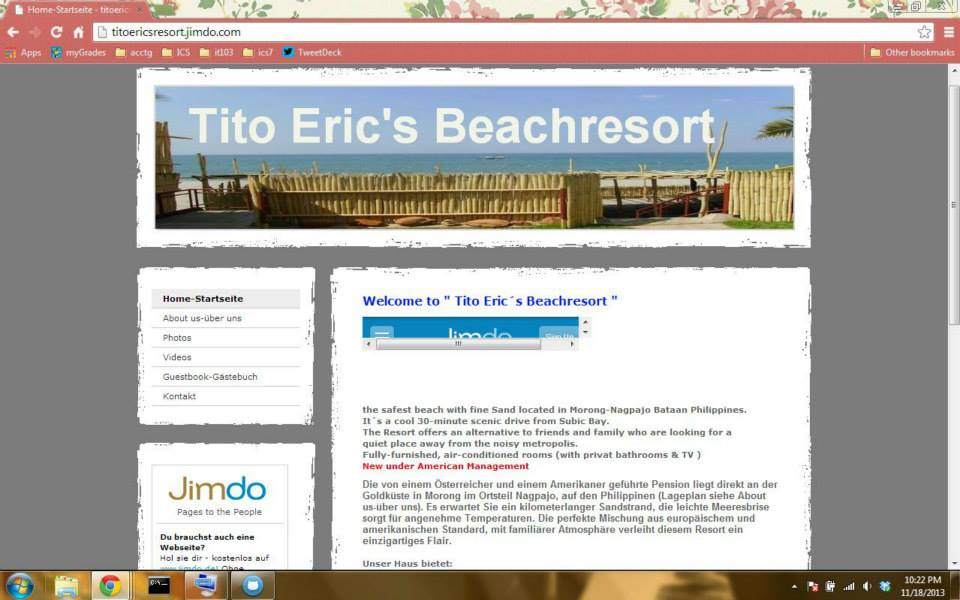 Home-Startseite - titoeric
titoericsresort.jimdo.com
Apps myGrades acctg ICS it103 ics7 TweetDeck Other bookmarks
Tito Eric's Beachresort
Home-Startseite
About us-über uns
Photos
Videos
Guestbook-Gästebuch
Kontakt
Jimdo
Pages to the People
Du brauchst auch eine
Webseite?
Hol sie dir - kostenlos auf
www.jimdo.de! Ohne
Welcome to " Tito Eric´s Beachresort "
Jimdo Sign Up
the safest beach with fine Sand located in Morong-Nagpajo Bataan Philippines.
It´s a cool 30-minute scenic drive from Subic Bay.
The Resort offers an alternative to friends and family who are looking for a
quiet place away from the noisy metropolis.
Fully-furnished, air-conditioned rooms (with privat bathrooms & TV )
New under American Management
Die von einem Österreicher und einem Amerikaner geführte Pension liegt direkt an der
Goldküste in Morong im Ortsteil Nagpajo, auf den Philippinen (Lageplan siehe About
us-über uns). Es erwartet Sie ein kilometerlanger Sandstrand, die leichte Meeresbrise
sorgt für angenehme Temperaturen. Die perfekte Mischung aus europäischem und
amerikanischen Standard, mit familiärer Atmosphäre verleiht diesem Resort ein
einzigartiges Flair.
Unser Haus bietet:
10:22 PM
11/18/2013